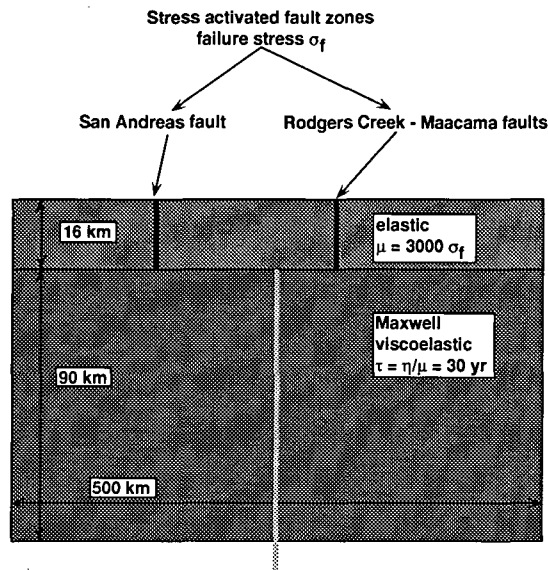 Stress activated fault zones
failure stress σf
San Andreas fault
Rodgers Creek - Maacama faults
16 km
elastic
μ = 3000 σf
Maxwell
viscoelastic
τ = η/μ = 30 yr
90 km
500 km